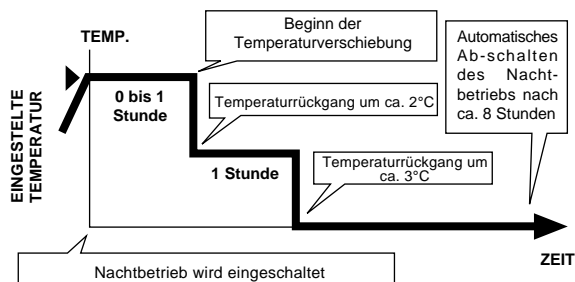 TEMP.
Beginn der
Temperaturverschiebung
Automatisches
Ab-schalten
des Nacht-
betriebs nach
ca. 8 Stunden
EINGESTELTE
TEMPERATUR
0 bis 1
Stunde
Temperaturrückgang um ca. 2°C
1 Stunde
Temperaturrückgang um
ca. 3°C
ZEIT
Nachtbetrieb wird eingeschaltet